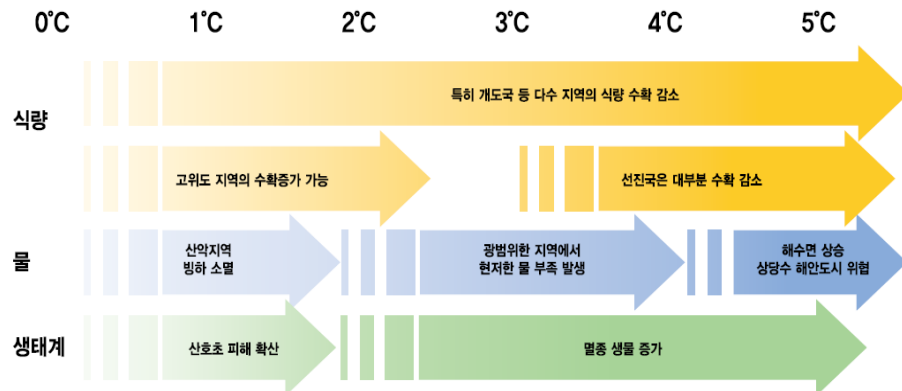 0℃ 1℃ 2℃ 3℃ 4℃ 5℃
식량
특히 개도국 등 다수 지역의 식량 수확 감소
고위도 지역의 수확증가 가능
선진국은 대부분 수확 감소
물
산악지역
빙하 소멸
광범위한 지역에서
현저한 물 부족 발생
해수면 상승
상당수 해안도시 위협
생태계
산호초 피해 확산
멸종 생물 증가